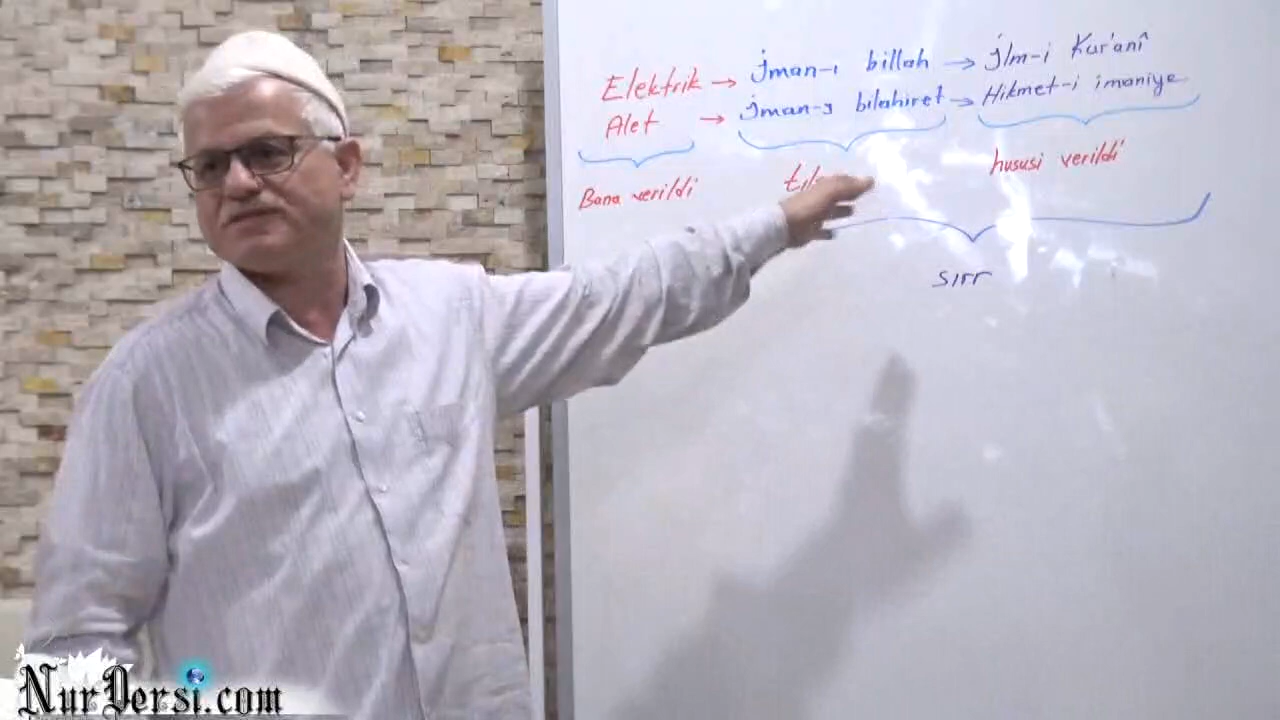 Elektrik → İman-ı billah → İlm-i Kur'anî
Alet → İman-ı bilahiret → Hikmet-i imaniye
Bana verildi hususi verildi
sırr
NurDersi.com